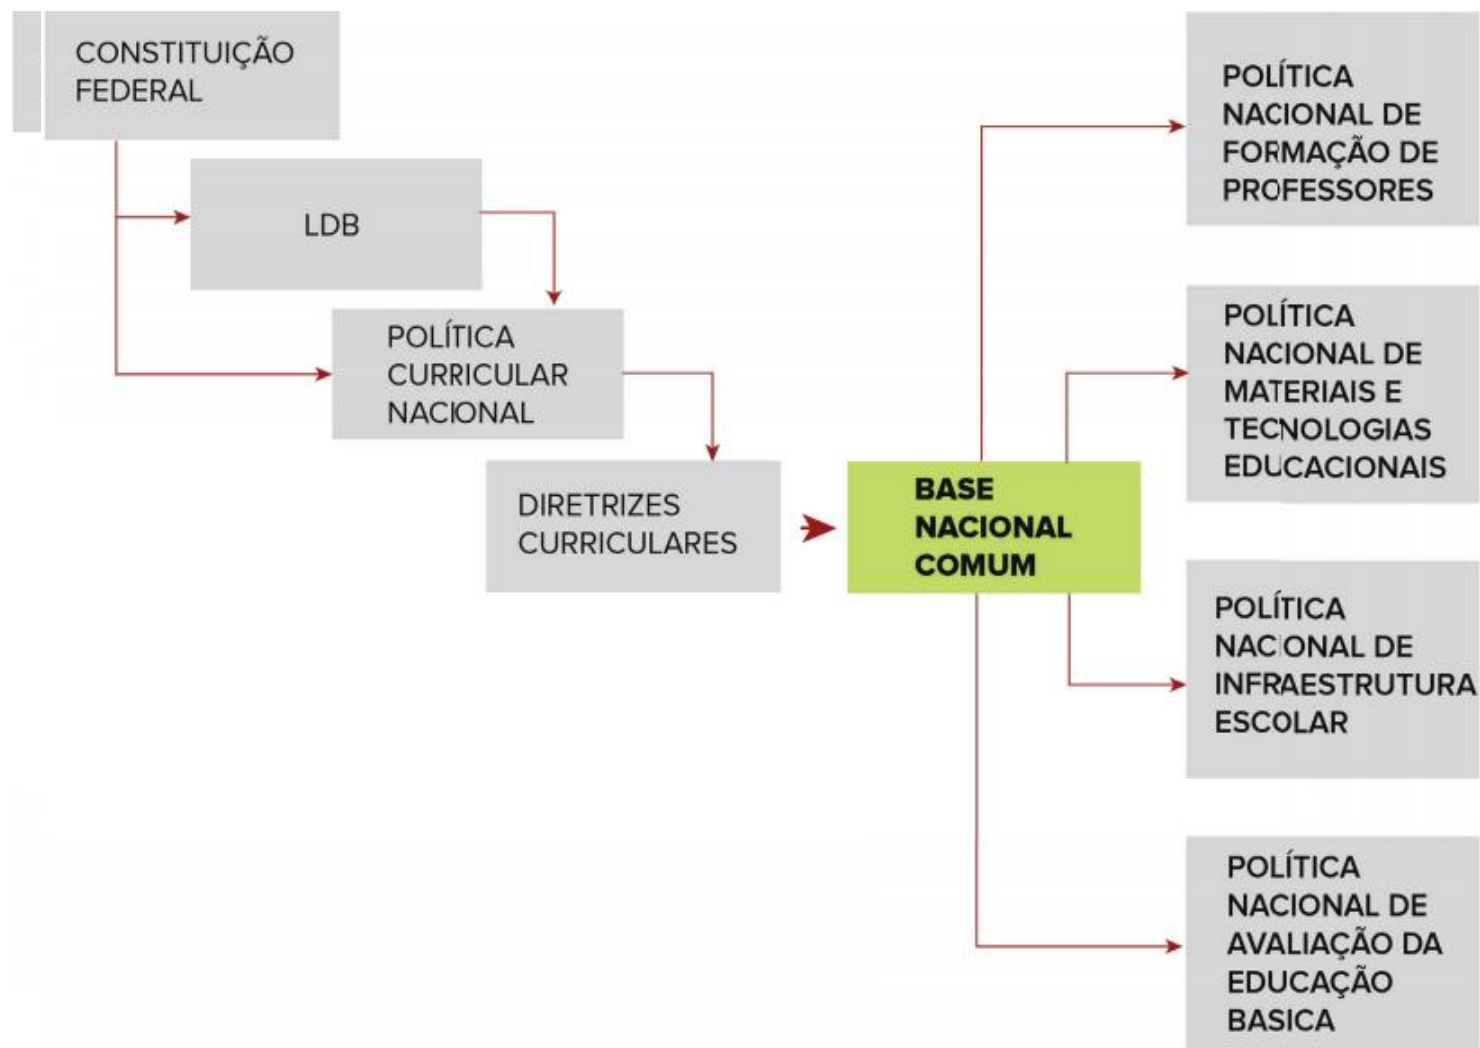 CONSTITUIÇÃO
FEDERAL
LDB
POLÍTICA
CURRICULAR
NACIONAL
DIRETRIZES
CURRICULARES
BASE
NACIONAL
COMUM
POLÍTICA
NACIONAL DE
FORMAÇÃO DE
PROFESSORES
POLÍTICA
NACIONAL DE
MATERIAIS E
TECNOLOGIAS
EDUCACIONAIS
POLÍTICA
NACIONAL DE
INFRAESTRUTURA
ESCOLAR
POLÍTICA
NACIONAL DE
AVALIAÇÃO DA
EDUCAÇÃO
BASICA